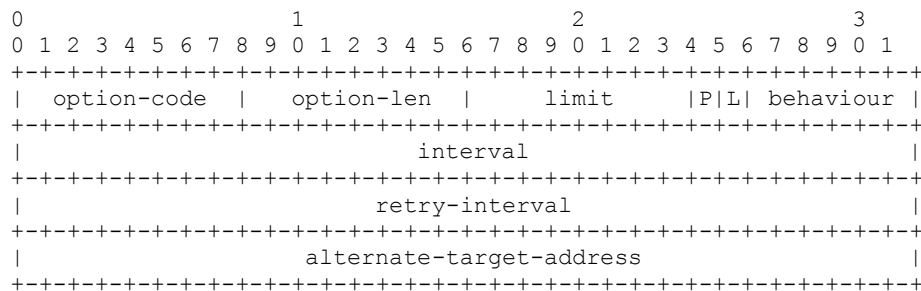 0                   1                   2                   3
0 1 2 3 4 5 6 7 8 9 0 1 2 3 4 5 6 7 8 9 0 1 2 3 4 5 6 7 8 9 0 1
+-+-+-+-+-+-+-+-+-+-+-+-+-+-+-+-+-+-+-+-+-+-+-+-+-+-+-+-+-+-+-+-+
|  option-code  |   option-len  |     limit     |P|L| behaviour |
+-+-+-+-+-+-+-+-+-+-+-+-+-+-+-+-+-+-+-+-+-+-+-+-+-+-+-+-+-+-+-+-+
|                            interval                           |
+-+-+-+-+-+-+-+-+-+-+-+-+-+-+-+-+-+-+-+-+-+-+-+-+-+-+-+-+-+-+-+-+
|                         retry-interval                        |
+-+-+-+-+-+-+-+-+-+-+-+-+-+-+-+-+-+-+-+-+-+-+-+-+-+-+-+-+-+-+-+-+
|                    alternate-target-address                   |
+-+-+-+-+-+-+-+-+-+-+-+-+-+-+-+-+-+-+-+-+-+-+-+-+-+-+-+-+-+-+-+-+